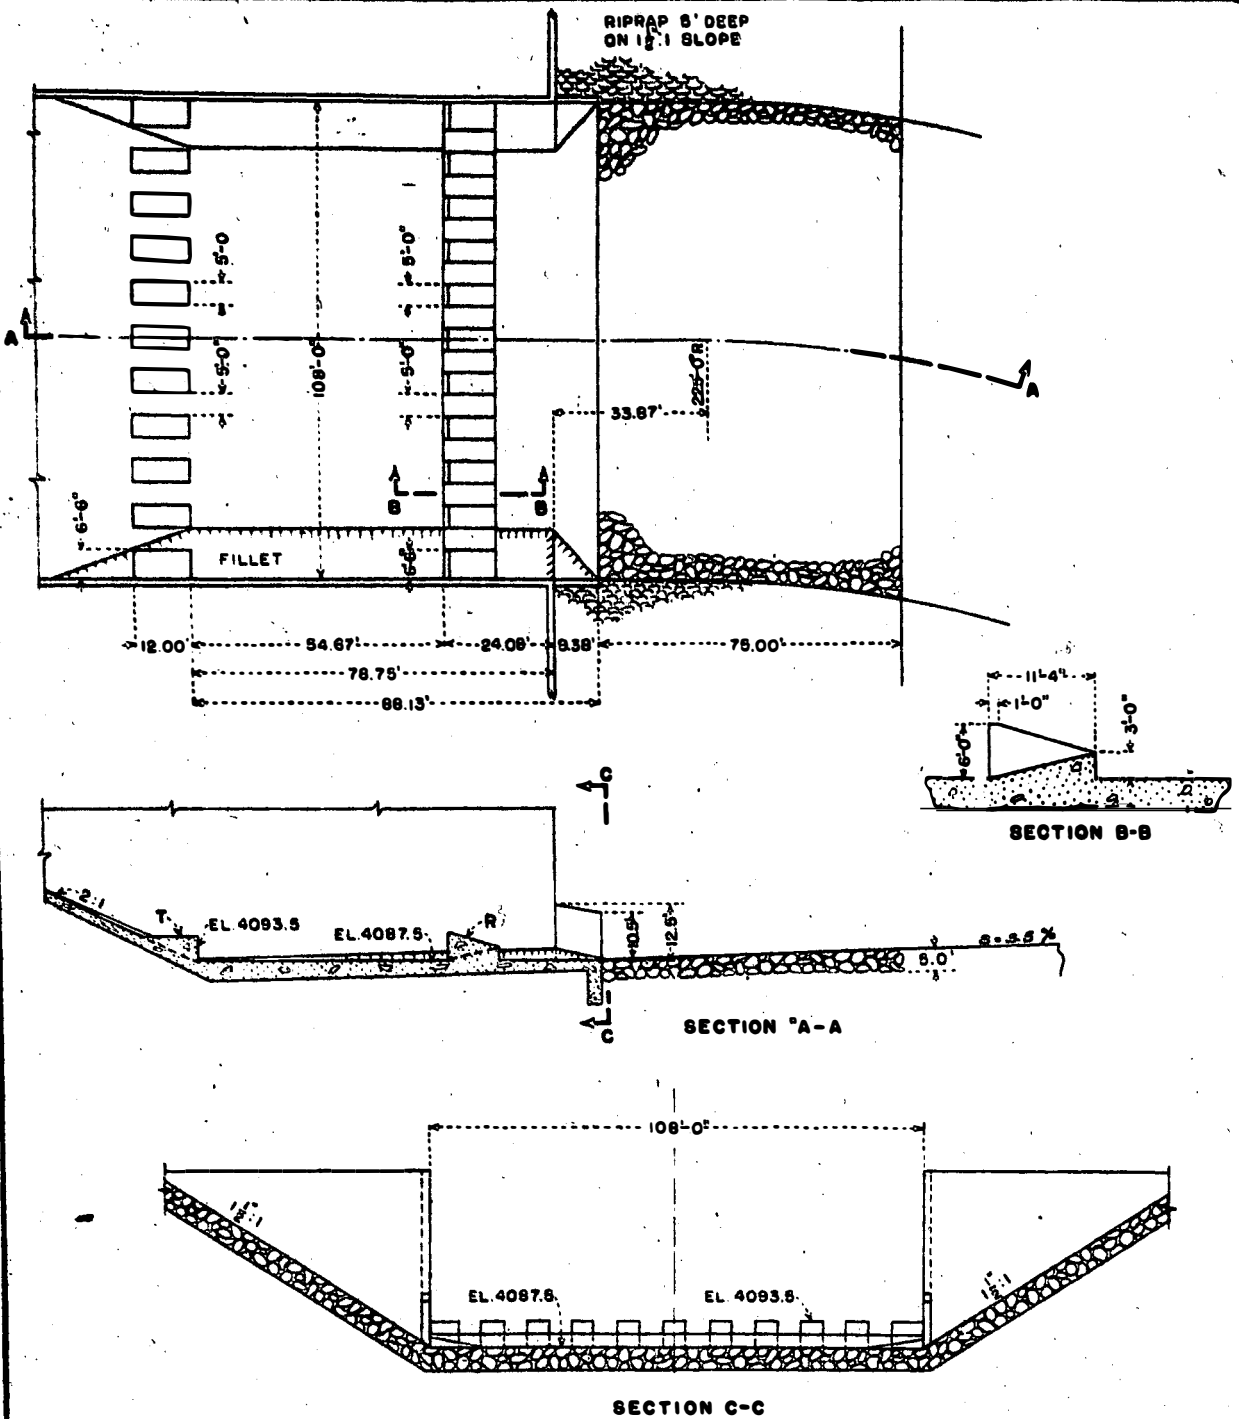 RIPRAP 5' DEEP
ON 1½:1 SLOPE
5'-0
5'-0"
A
5'-0"
108'-0"
5'-0"
225'-0"R
A
33.87'
B
B
6'-6"
FILLET
6'-6"
12.00'
54.67'
24.08'
9.38'
75.00'
78.75'
88.13'
11'-4"
1'-0"
6'-0"
3'-0"
SECTION B-B
C
2:1
T
EL. 4093.5
EL. 4087.5
R
10.5'
12.5'
5.0'
C
SECTION A-A
108'-0"
1½":1
1½":1
EL. 4087.5
EL. 4093.5
SECTION C-C